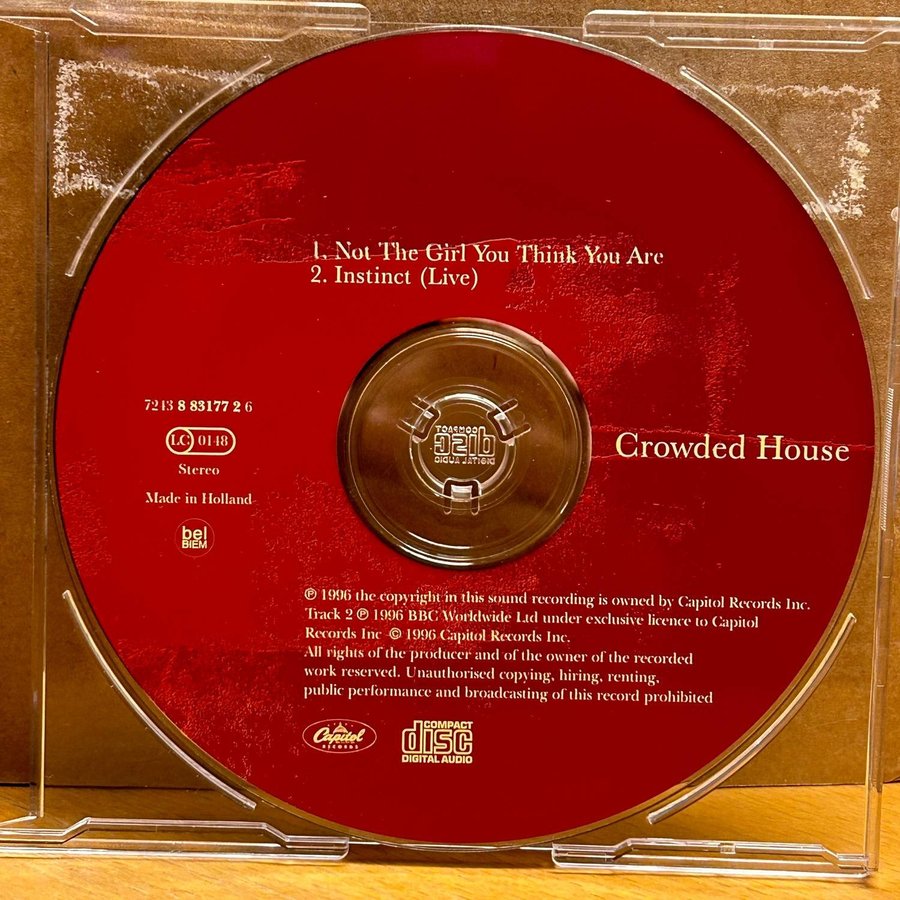 1. Not The Girl You Think You Are
2. Instinct (Live)
7243 8 83177 2 6
LC 0148
Stereo
Made in Holland
bel
BIEM
COMPACT
disc
DIGITAL AUDIO
Crowded House
℗ 1996 the copyright in this sound recording is owned by Capitol Records Inc.
Track 2 ℗ 1996 BBC Worldwide Ltd under exclusive licence to Capitol
Records Inc © 1996 Capitol Records Inc.
All rights of the producer and of the owner of the recorded
work reserved. Unauthorised copying, hiring, renting,
public performance and broadcasting of this record prohibited
Capitol
RECORDS
COMPACT
disc
DIGITAL AUDIO